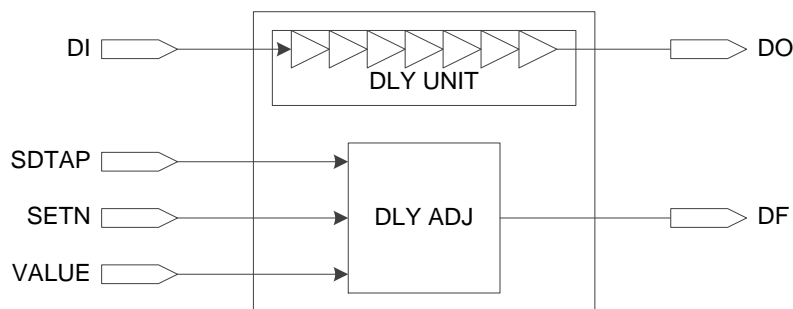 DI
DO
DLY UNIT
SDTAP
SETN
DLY ADJ
DF
VALUE